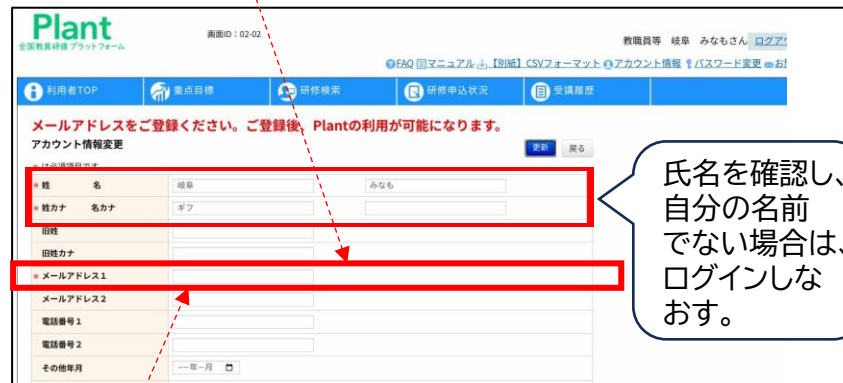 Plant
全国教員研修プラットフォーム
画面ID：02-02
教職員等 岐阜 みなもさん ログアウ
FAQ マニュアル 【別紙】CSVフォーマット アカウント情報 パスワード変更 お
利用者TOP 重点目標 研修検索 研修申込状況 受講履歴
メールアドレスをご登録ください。ご登録後、Plantの利用が可能になります。
アカウント情報変更 更新 戻る
* は必須項目です
* 姓 名 岐阜 みなも
* 姓カナ 名カナ ギフ
旧姓
旧姓カナ
* メールアドレス1
メールアドレス2
電話番号1
電話番号2
その他年月 --年-月
氏名を確認し、
自分の名前
でない場合は、
ログインしな
おす。